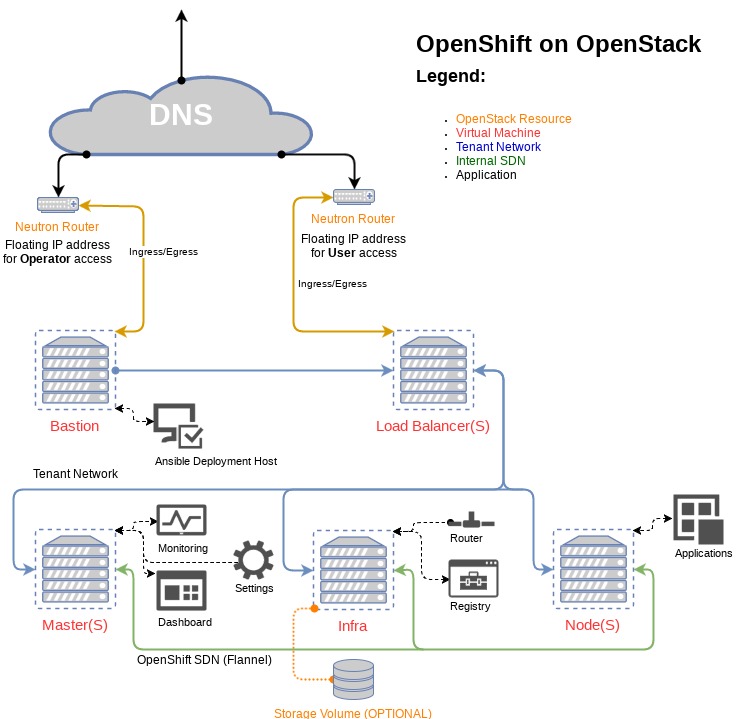 OpenShift on OpenStack
Legend:
OpenStack Resource
Virtual Machine
Tenant Network
Internal SDN
Application
DNS
Neutron Router
Floating IP address
for Operator access
Neutron Router
Floating IP address
for User access
Ingress/Egress
Ingress/Egress
Bastion
Load Balancer(S)
Ansible Deployment Host
Tenant Network
Monitoring
Settings
Dashboard
Router
Registry
Applications
Master(S)
Infra
Node(S)
OpenShift SDN (Flannel)
Storage Volume (OPTIONAL)